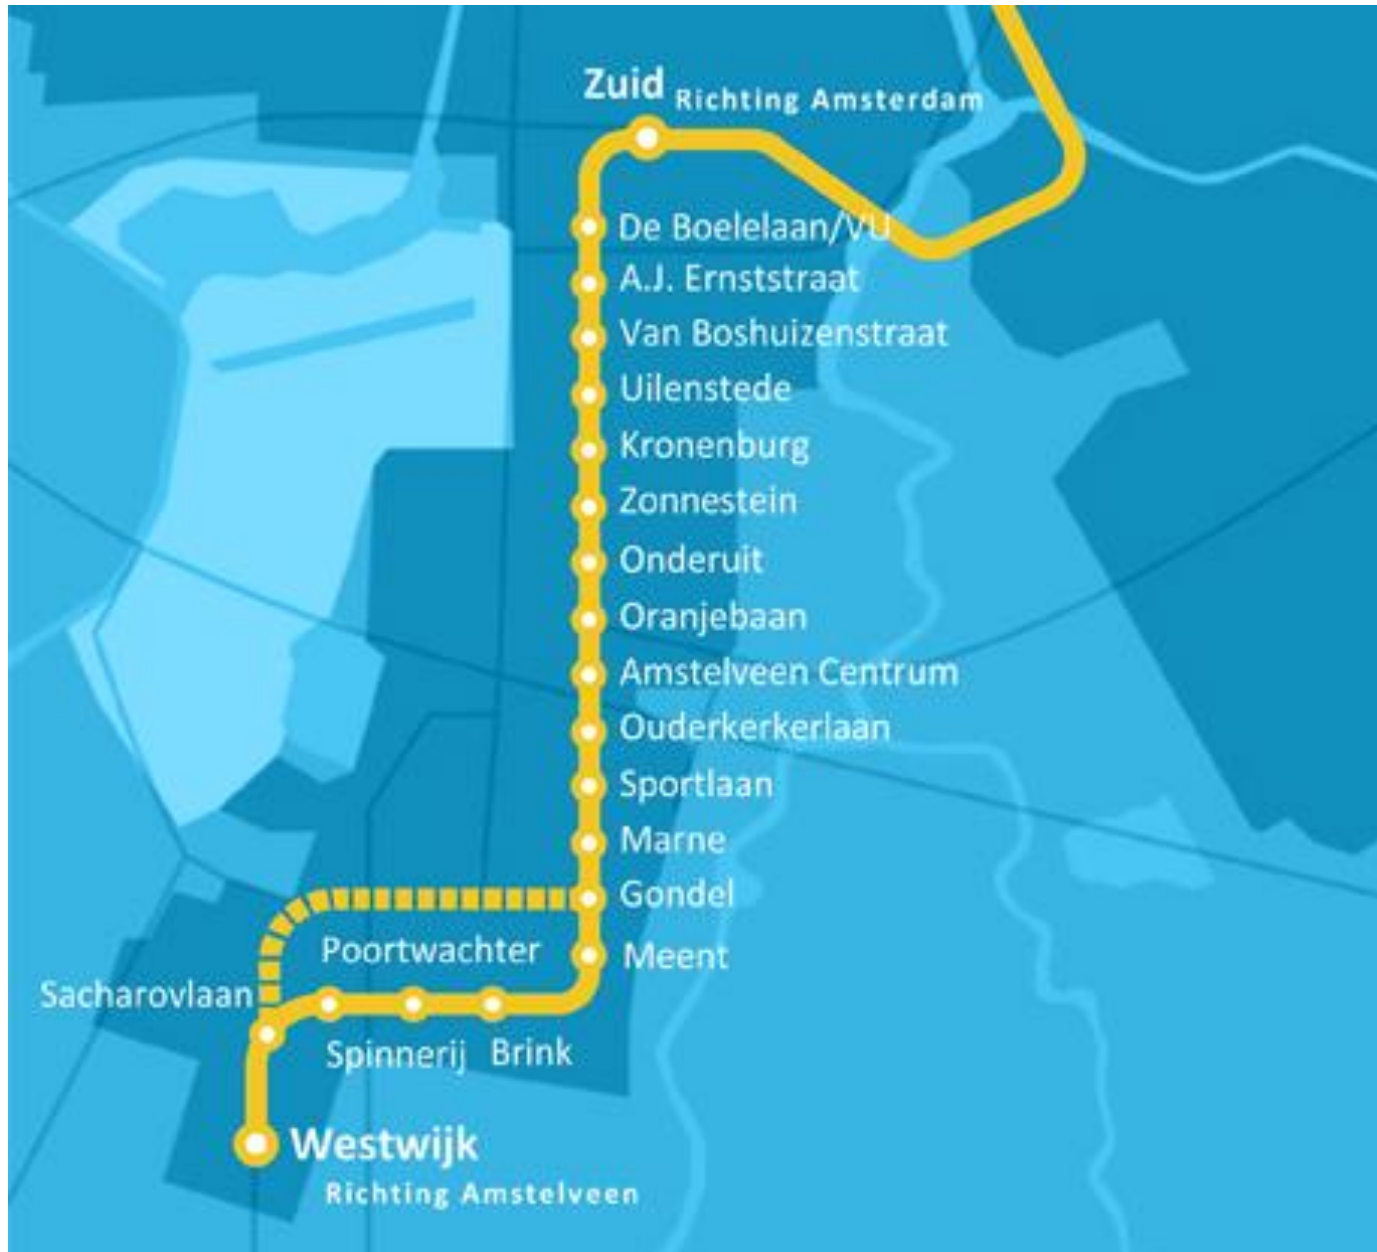 Zuid
Richting Amsterdam
De Boelelaan/VU
A.J. Ernststraat
Van Boshuizenstraat
Uilenstede
Kronenburg
Zonnestein
Onderuit
Oranjebaan
Amstelveen Centrum
Ouderkerkerlaan
Sportlaan
Marne
Gondel
Poortwachter
Meent
Sacharovlaan
Spinnerij
Brink
Westwijk
Richting Amstelveen